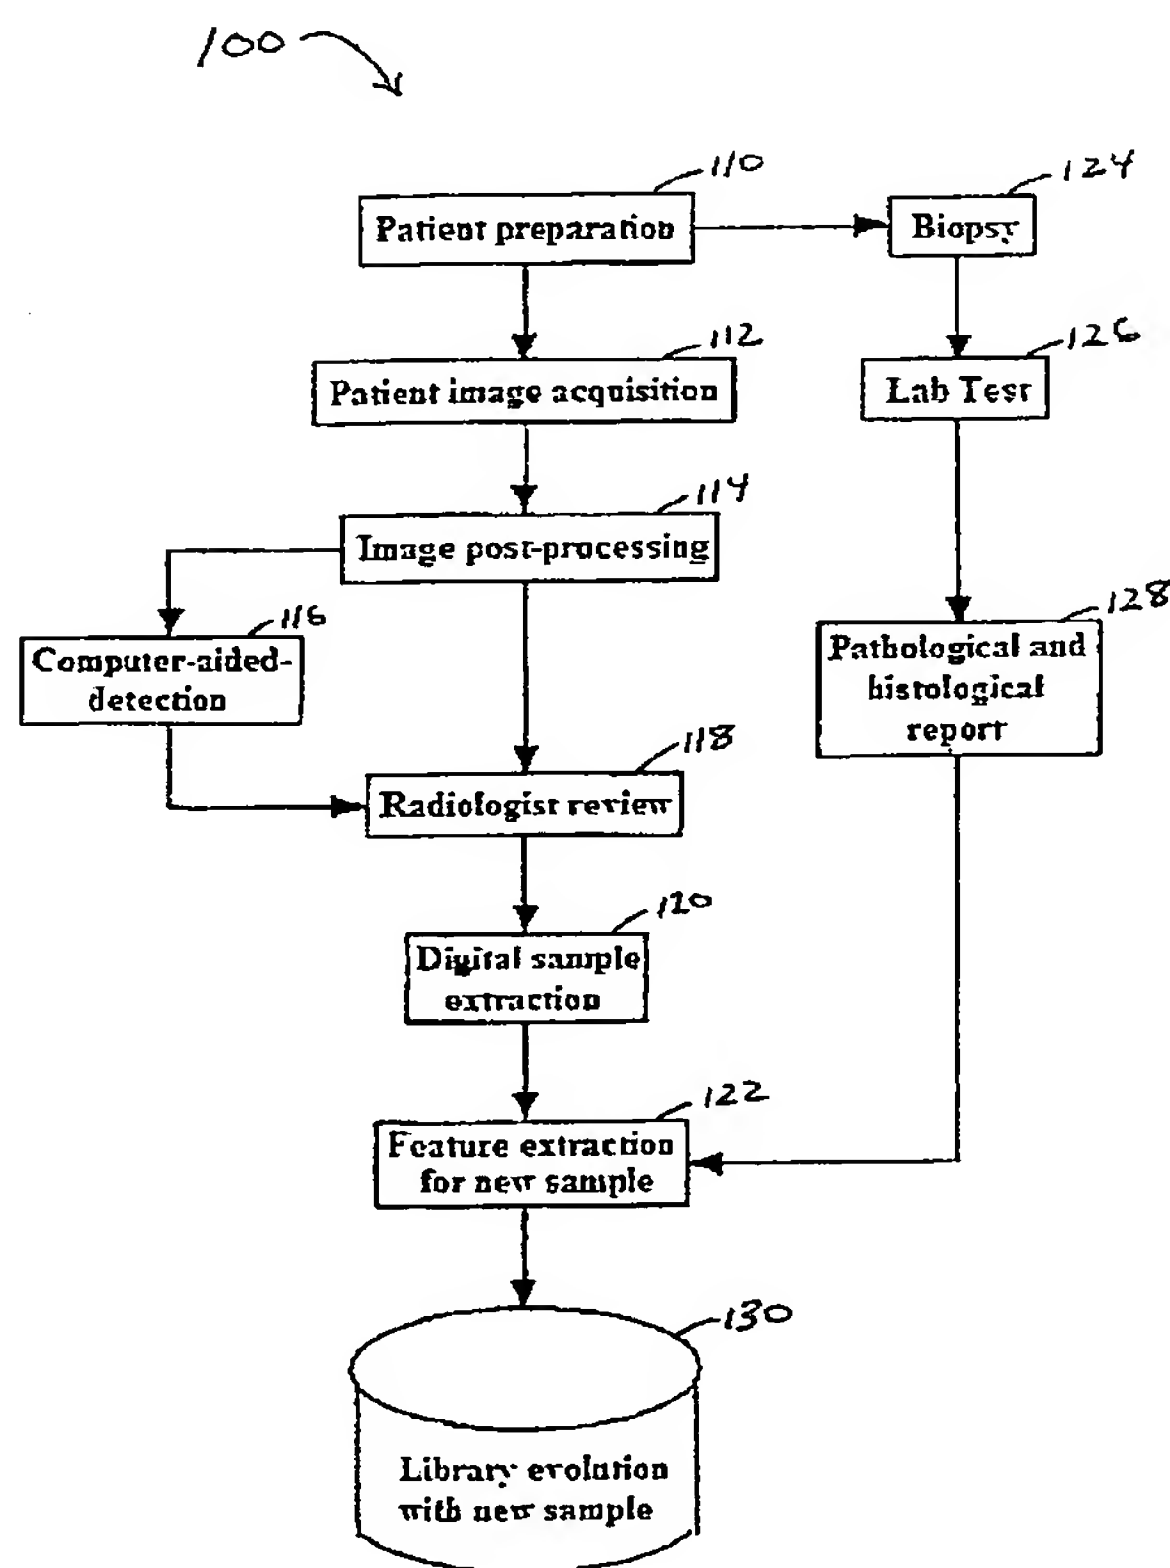 100
110
124
Patient preparation
Biopsy
112
126
Patient image acquisition
Lab Test
114
Image post-processing
116
128
Computer-aided-
detection
Pathological and
histological
report
118
Radiologist review
120
Digital sample
extraction
122
Feature extraction
for new sample
130
Library evolution
with new sample